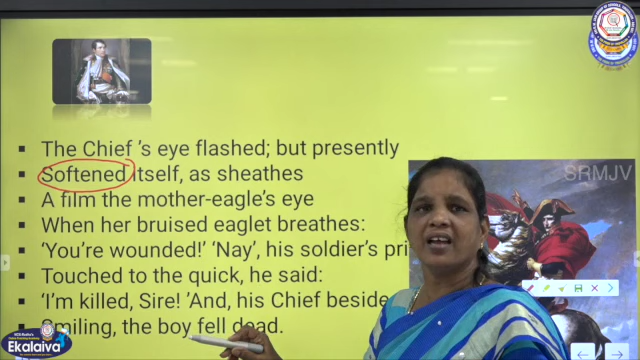 SRMJV
The Chief 's eye flashed; but presently
Softened itself, as sheathes
A film the mother-eagle's eye
When her bruised eaglet breathes:
'You're wounded!' 'Nay', his soldier's pri
Touched to the quick, he said:
'I'm killed, Sire! 'And, his Chief beside
Smiling, the boy fell dead.
Ekalaiva